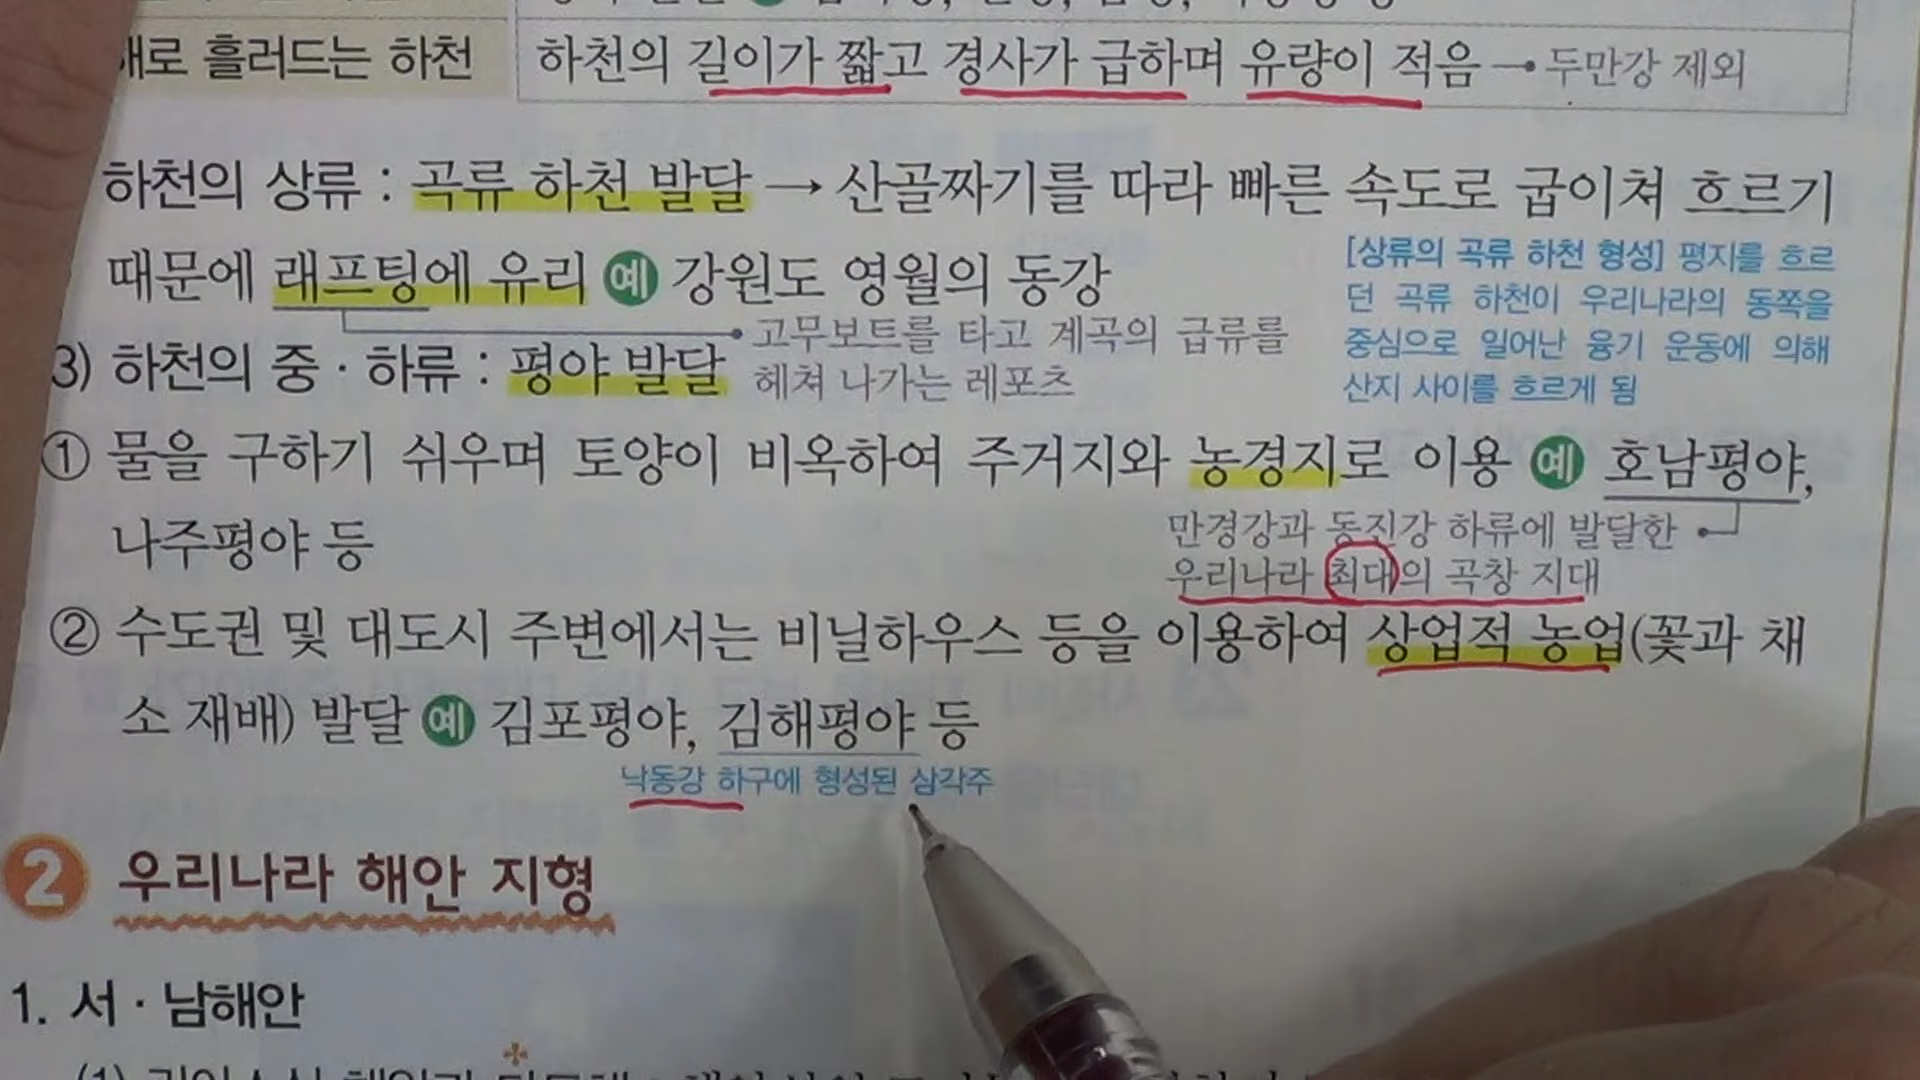 해로 흘러드는 하천
하천의 길이가 짧고 경사가 급하며 유량이 적음 → 두만강 제외
하천의 상류 : 곡류 하천 발달 → 산골짜기를 따라 빠른 속도로 굽이쳐 흐르기
때문에 래프팅에 유리 예 강원도 영월의 동강
고무보트를 타고 계곡의 급류를
헤쳐 나가는 레포츠
[상류의 곡류 하천 형성] 평지를 흐르
던 곡류 하천이 우리나라의 동쪽을
중심으로 일어난 융기 운동에 의해
산지 사이를 흐르게 됨
3) 하천의 중·하류 : 평야 발달
① 물을 구하기 쉬우며 토양이 비옥하여 주거지와 농경지로 이용 예 호남평야,
나주평야 등
만경강과 동진강 하류에 발달한
우리나라 최대의 곡창 지대
② 수도권 및 대도시 주변에서는 비닐하우스 등을 이용하여 상업적 농업(꽃과 채
소 재배) 발달 예 김포평야, 김해평야 등
낙동강 하구에 형성된 삼각주
2 우리나라 해안 지형
1. 서·남해안